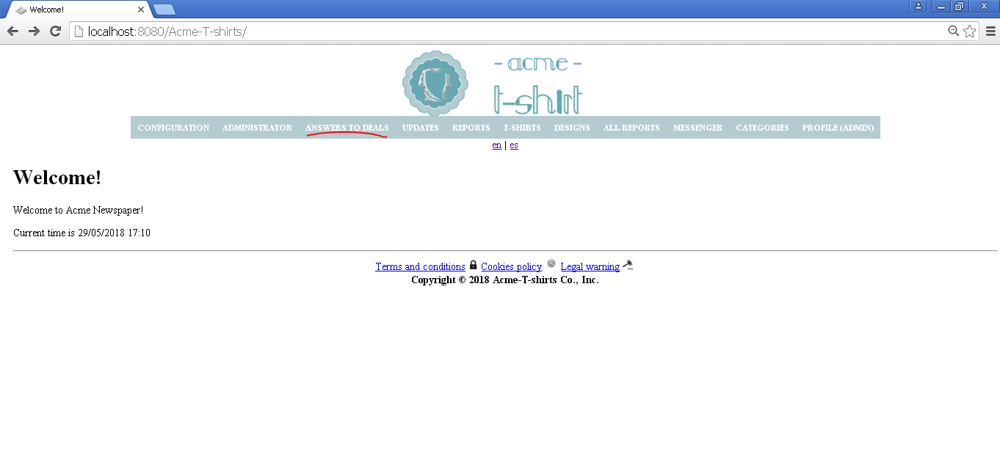 Welcome!
localhost:8080/Acme-T-shirts/
- acme -
t-shirt
CONFIGURATION ADMINISTRATOR ANSWERS TO DEALS UPDATES REPORTS T-SHIRTS DESIGNS ALL REPORTS MESSENGER CATEGORIES PROFILE (ADMIN)
en | es
Welcome!
Welcome to Acme Newspaper!
Current time is 29/05/2018 17:10
Terms and conditions Cookies policy Legal warning
Copyright © 2018 Acme-T-shirts Co., Inc.